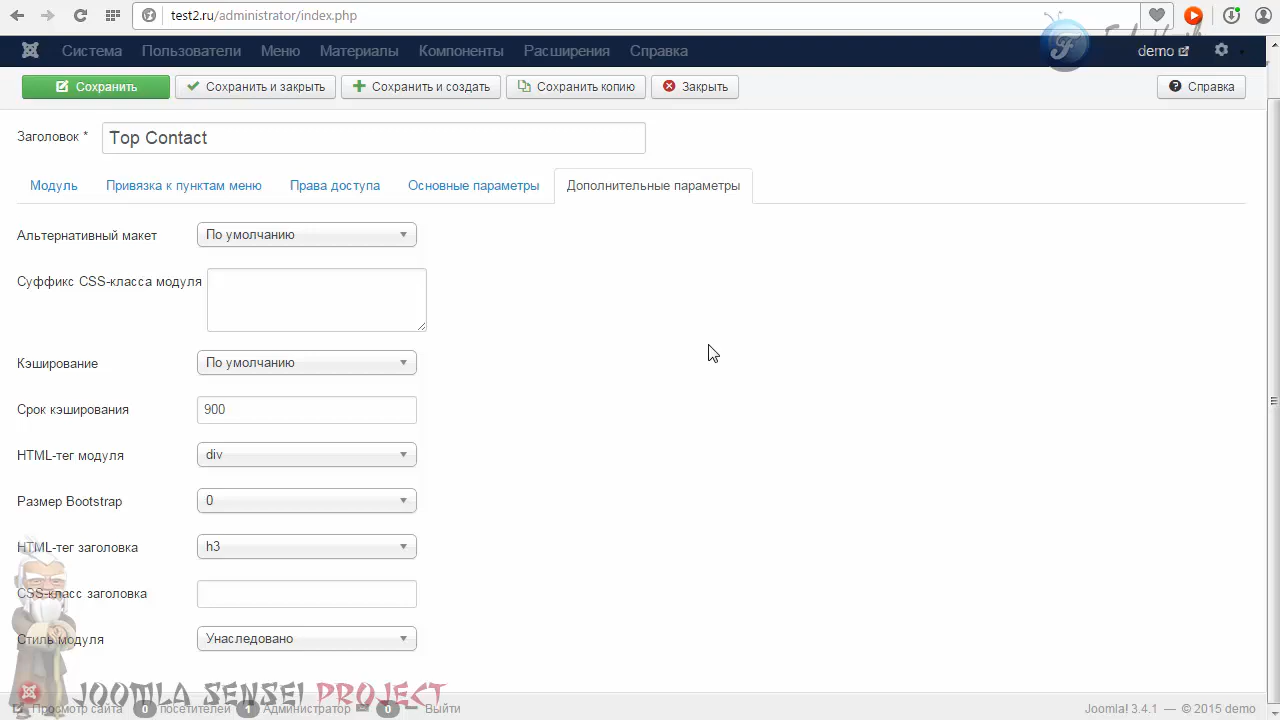 test2.ru/administrator/index.php
Система Пользователи Меню Материалы Компоненты Расширения Справка demo
Сохранить Сохранить и закрыть Сохранить и создать Сохранить копию Закрыть Справка
Заголовок * Top Contact
Модуль Привязка к пунктам меню Права доступа Основные параметры Дополнительные параметры
Альтернативный макет По умолчанию
Суффикс CSS-класса модуля
Кэширование По умолчанию
Срок кэширования 900
HTML-тег модуля div
Размер Bootstrap 0
HTML-тег заголовка h3
CSS-класс заголовка
Стиль модуля Унаследовано
JOOMLA SENSEI PROJECT
Просмотр сайта 0 посетителей 1 Администратор 0 Выйти Joomla! 3.4.1 — © 2015 demo